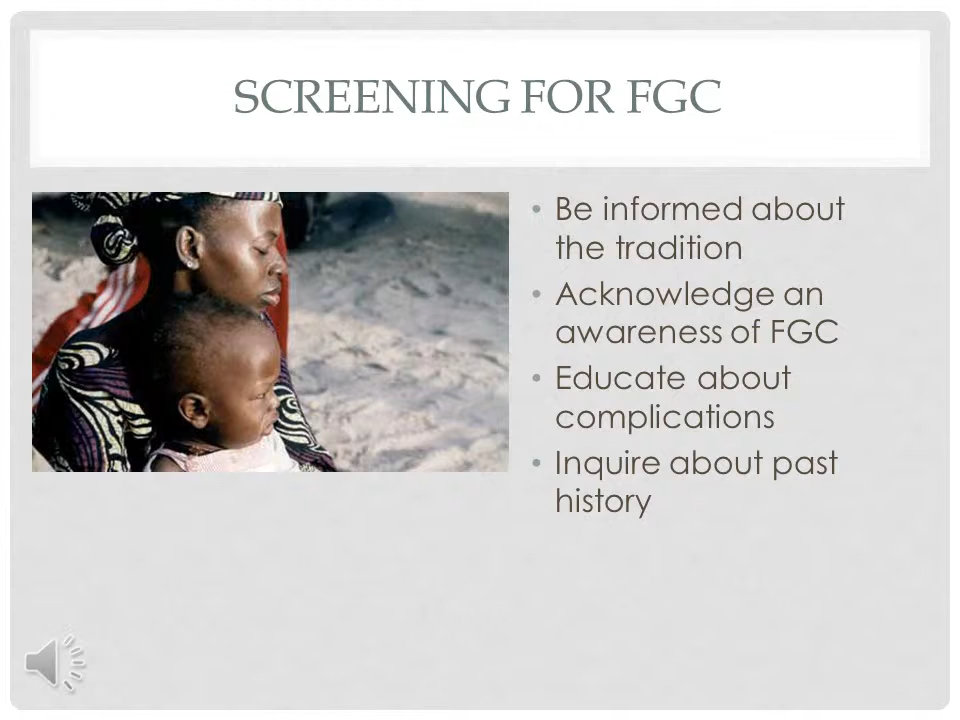 SCREENING FOR FGC
• Be informed about
the tradition
• Acknowledge an
awareness of FGC
• Educate about
complications
• Inquire about past
history